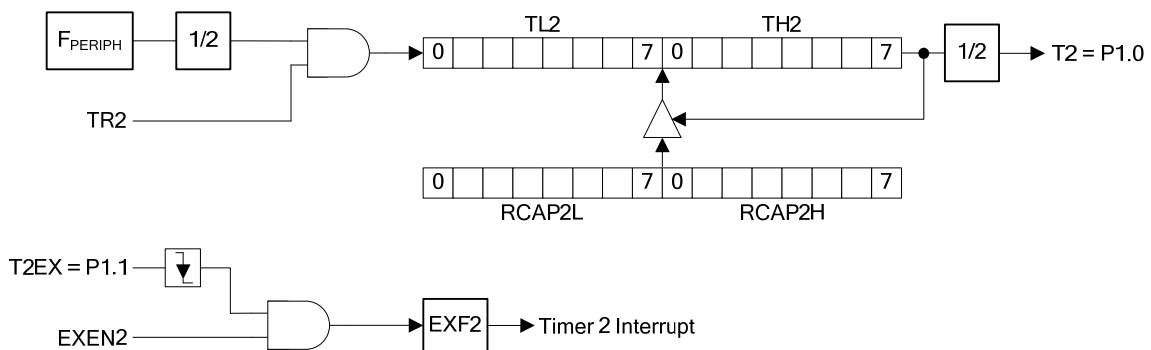 TL2 TH2
FPERIPH 1/2 0 7 0 7 1/2 T2 = P1.0
TR2
0 7 0 7
RCAP2L RCAP2H
T2EX = P1.1
EXEN2 EXF2 Timer 2 Interrupt